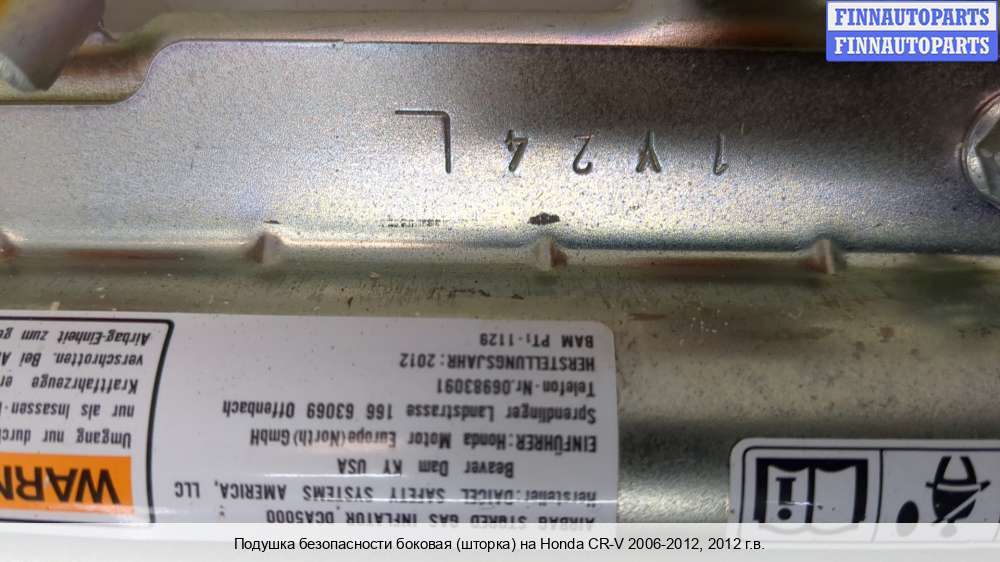 FINNAUTOPARTS
FINNAUTOPARTS
1Y24
L
AIRBAG STORED GAS INFLATOR DCA5000
Hersteller:DAICEL SAFETY SYSTEMS AMERICA, LLC
Beaver Dam KY USA
EINFÜHRER:Honda Motor Europe(North)GmbH
Sprendlinger Landstrasse 166 63069 Offenbach
Telefon-Nr.06983091
HERSTELLUNGSJAHR:2012
BAM PT1-1129
WARN
Umgang nur durch
nur als Insassen-
Kraftfahrzeuge er
verschrotten. Bei
Airbag-Einheit zum
Подушка безопасности боковая (шторка) на Honda CR-V 2006-2012, 2012 г.в.